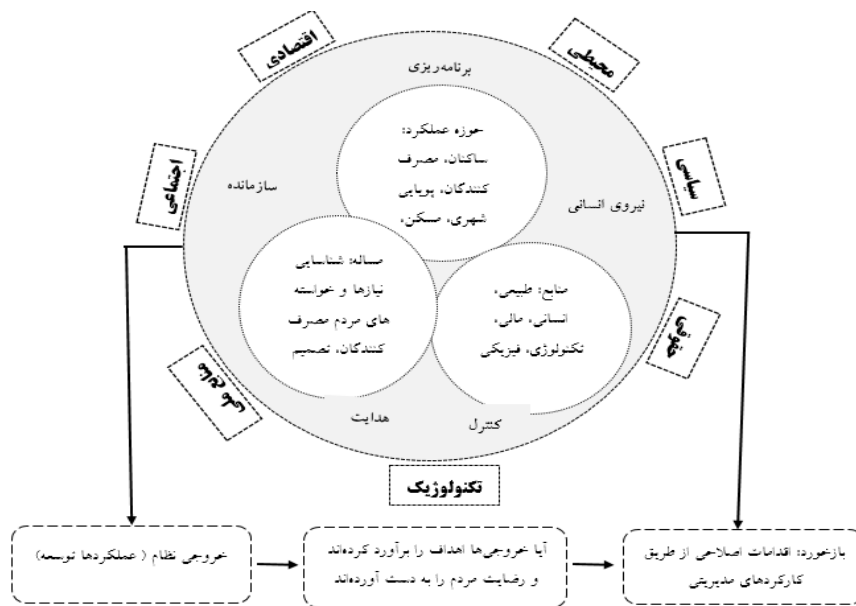 اقتصادی
محیطی
برنامه‌ریزی
حوزه عملکرد:
ساکنان، مصرف
کنندگان، پویایی
شهری، مسکن،
اجتماعی
سیاسی
سازمانده
نیروی انسانی
مساله: شناسایی
نیازها و خواسته
های مردم مصرف
کنندگان، تصمیم
منابع: طبیعی،
انسانی، مالی،
تکنولوژی، فیزیکی
حقوقی
منابع ملی
هدایت
کنترل
تکنولوژیک
بازخورد: اقدامات اصلاحی از طریق
کارکردهای مدیریتی
آیا خروجی‌ها اهداف را برآورد کرده‌اند
و رضایت مردم را به دست آورده‌اند
خروجی نظام ( عملکردها توسعه)